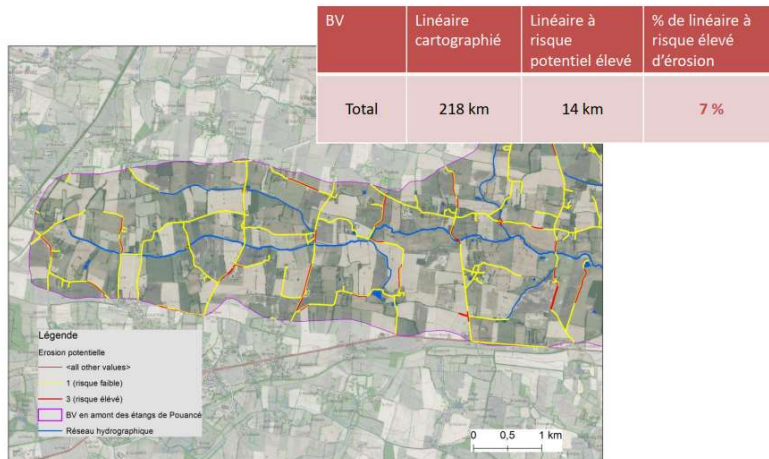 BV
Linéaire
cartographié
Linéaire à
risque
potentiel élevé
% de linéaire à
risque élevé
d'érosion
Total
218 km
14 km
7 %
Légende
Erosion potentielle
<all other values>
1 (risque faible)
3 (risque élévé)
BV en amont des étangs de Pouancé
Réseau hydrographique
0 0,5 1 km